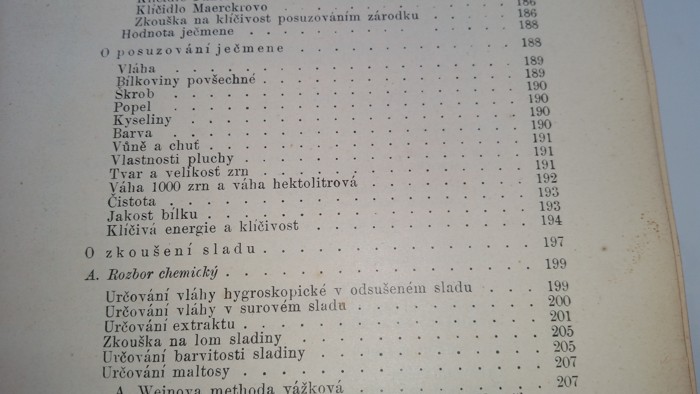 Klíčidlo Maerckrovo . . . . . . . . . 186
Zkouška na klíčivost posuzováním zárodku . . . . 186
Hodnota ječmene . . . . . . . . . . 188
O posuzování ječmene . . . . . . . . . . 188
Vláha . . . . . . . . . . . . . 189
Bílkoviny povšechné . . . . . . . . . . 189
Škrob . . . . . . . . . . . . . 190
Popel . . . . . . . . . . . . . 190
Kyseliny . . . . . . . . . . . . . 190
Barva . . . . . . . . . . . . . 190
Vůně a chuť . . . . . . . . . . . . 191
Vlastnosti pluchy . . . . . . . . . . . 191
Tvar a velikost zrn . . . . . . . . . . 191
Váha 1000 zrn a váha hektolitrová . . . . . . . 192
Čistota . . . . . . . . . . . . . 193
Jakost bílku . . . . . . . . . . . . 193
Klíčivá energie a klíčivost . . . . . . . . . 194
O zkoušení sladu . . . . . . . . . . . 197
A. Rozbor chemický . . . . . . . . . . . . 199
Určování vláhy hygroskopické v odsušeném sladu . . . 199
Určování vláhy v surovém sladu . . . . . . . 200
Určování extraktu . . . . . . . . . . . 201
Zkouška na lom sladiny . . . . . . . . . 205
Určování barvitosti sladiny . . . . . . . . . 205
Určování maltosy . . . . . . . . . . . 207
A. Weinova methoda vážková . . . . . . . 207